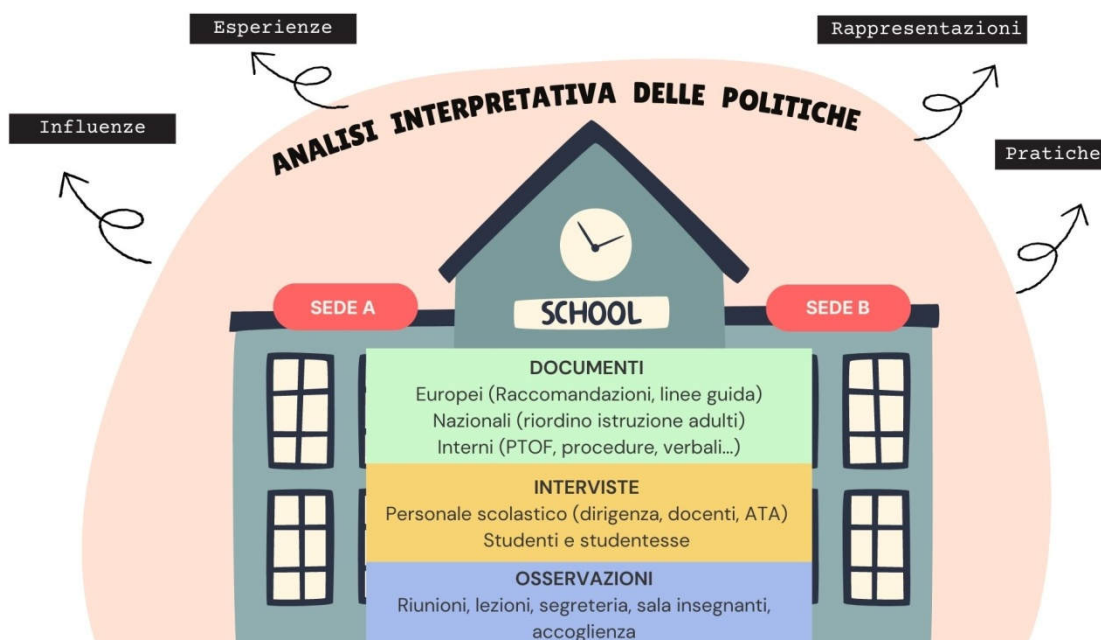 Esperienze
Rappresentazioni
Influenze
ANALISI INTERPRETATIVA DELLE POLITICHE
Pratiche
SEDE A
SCHOOL
SEDE B
DOCUMENTI
Europei (Raccomandazioni, linee guida)
Nazionali (riordino istruzione adulti)
Interni (PTOF, procedure, verbali...)
INTERVISTE
Personale scolastico (dirigenza, docenti, ATA)
Studenti e studentesse
OSSERVAZIONI
Riunioni, lezioni, segreteria, sala insegnanti,
accoglienza